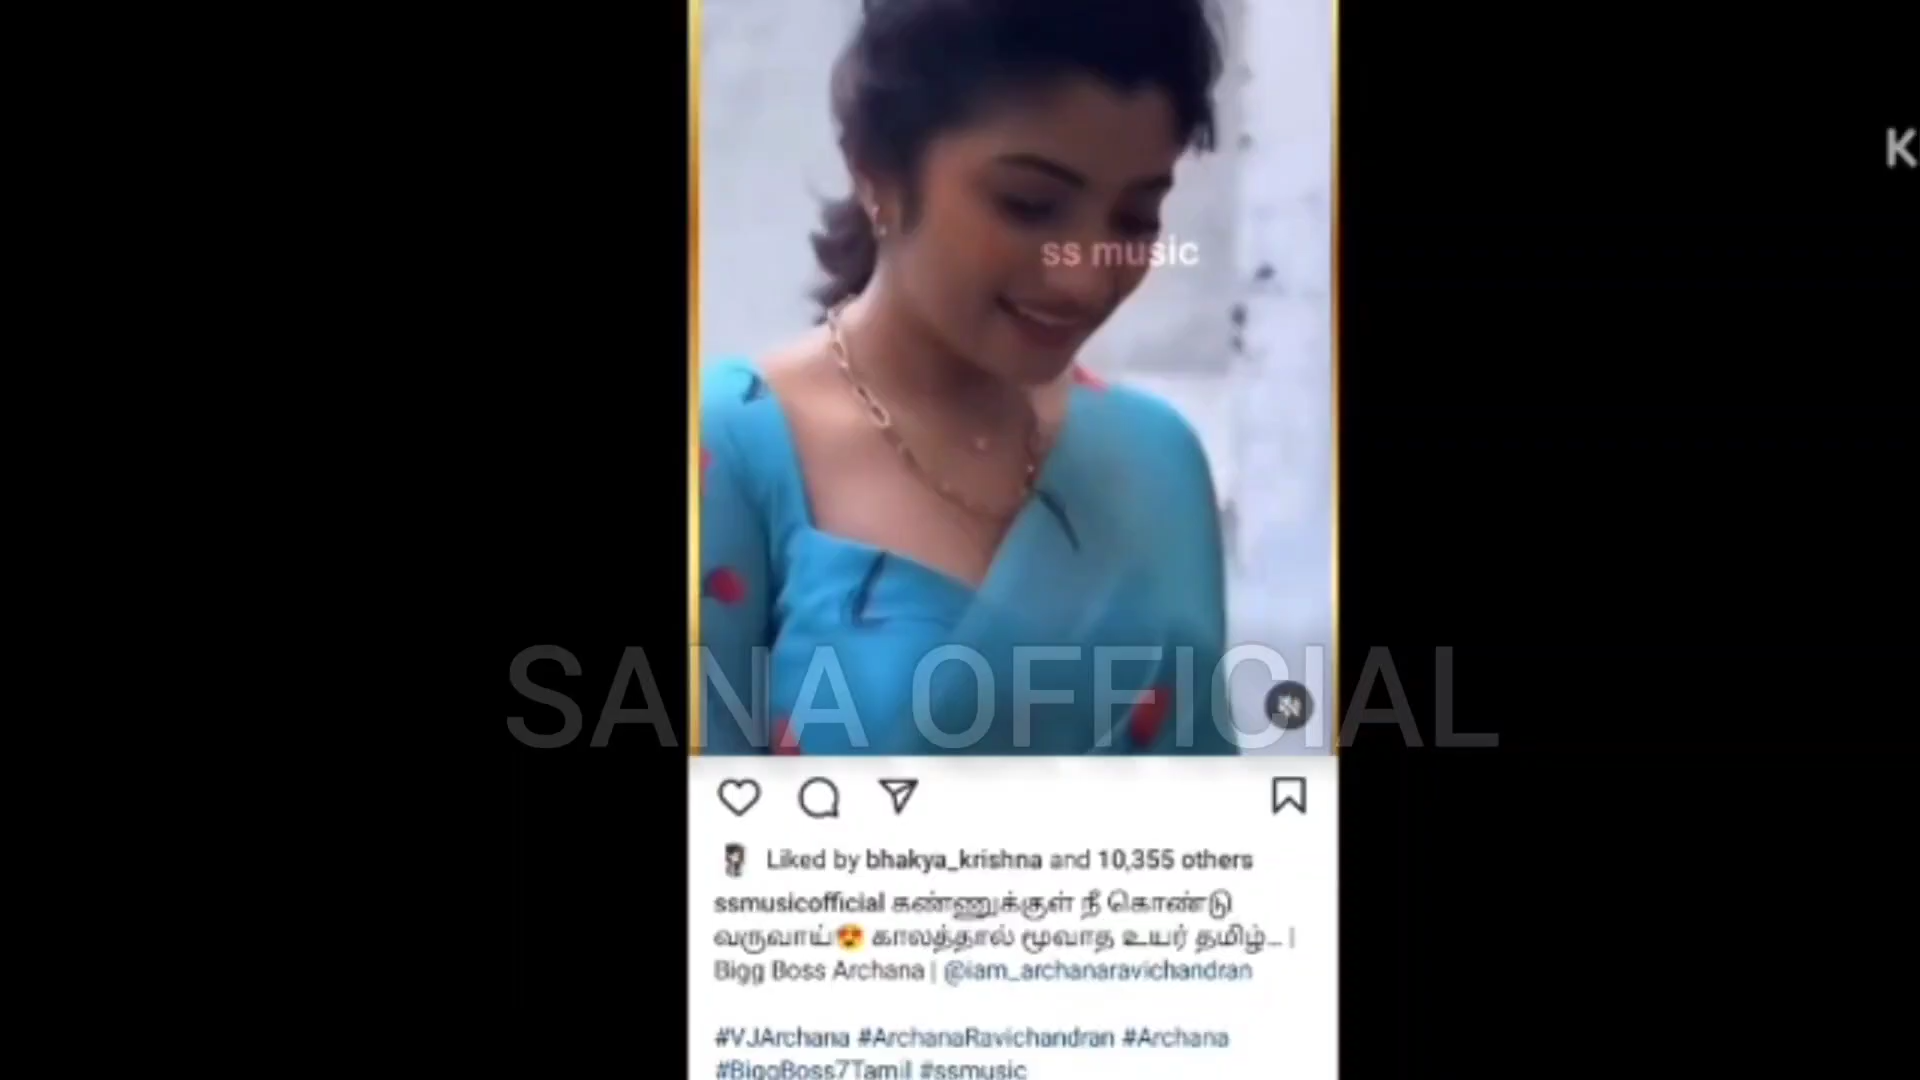 K
ss music
SANA OFFICIAL
Liked by bhakya_krishna and 10,355 others
ssmusicofficial கண்ணுக்குள் நீ கொண்டு
வருவாய்😍 காலத்தால் மூவாத உயர் தமிழ்... |
Bigg Boss Archana | @iam_archanaravichandran
#VJArchana #ArchanaRavichandran #Archana
#BiggBoss7Tamil #ssmusic